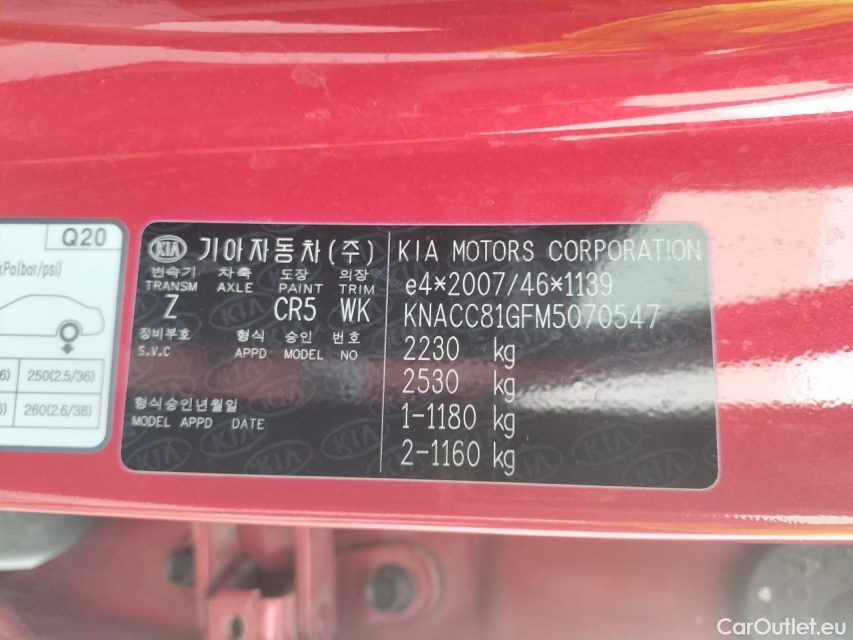 Q20
kPa(bar/psi)
250(2.5/36)
260(2.6/38)
KIA 기아자동차(주)
변속기 차축 도장 의장
TRANSM AXLE PAINT TRIM
Z CR5 WK
정비부호 형식 승인 번호
S.V.C APPD MODEL NO
형식승인년월일
MODEL APPD DATE
KIA MOTORS CORPORATION
e4*2007/46*1139
KNACC81GFM5070547
2230 kg
2530 kg
1-1180 kg
2-1160 kg
CarOutlet.eu